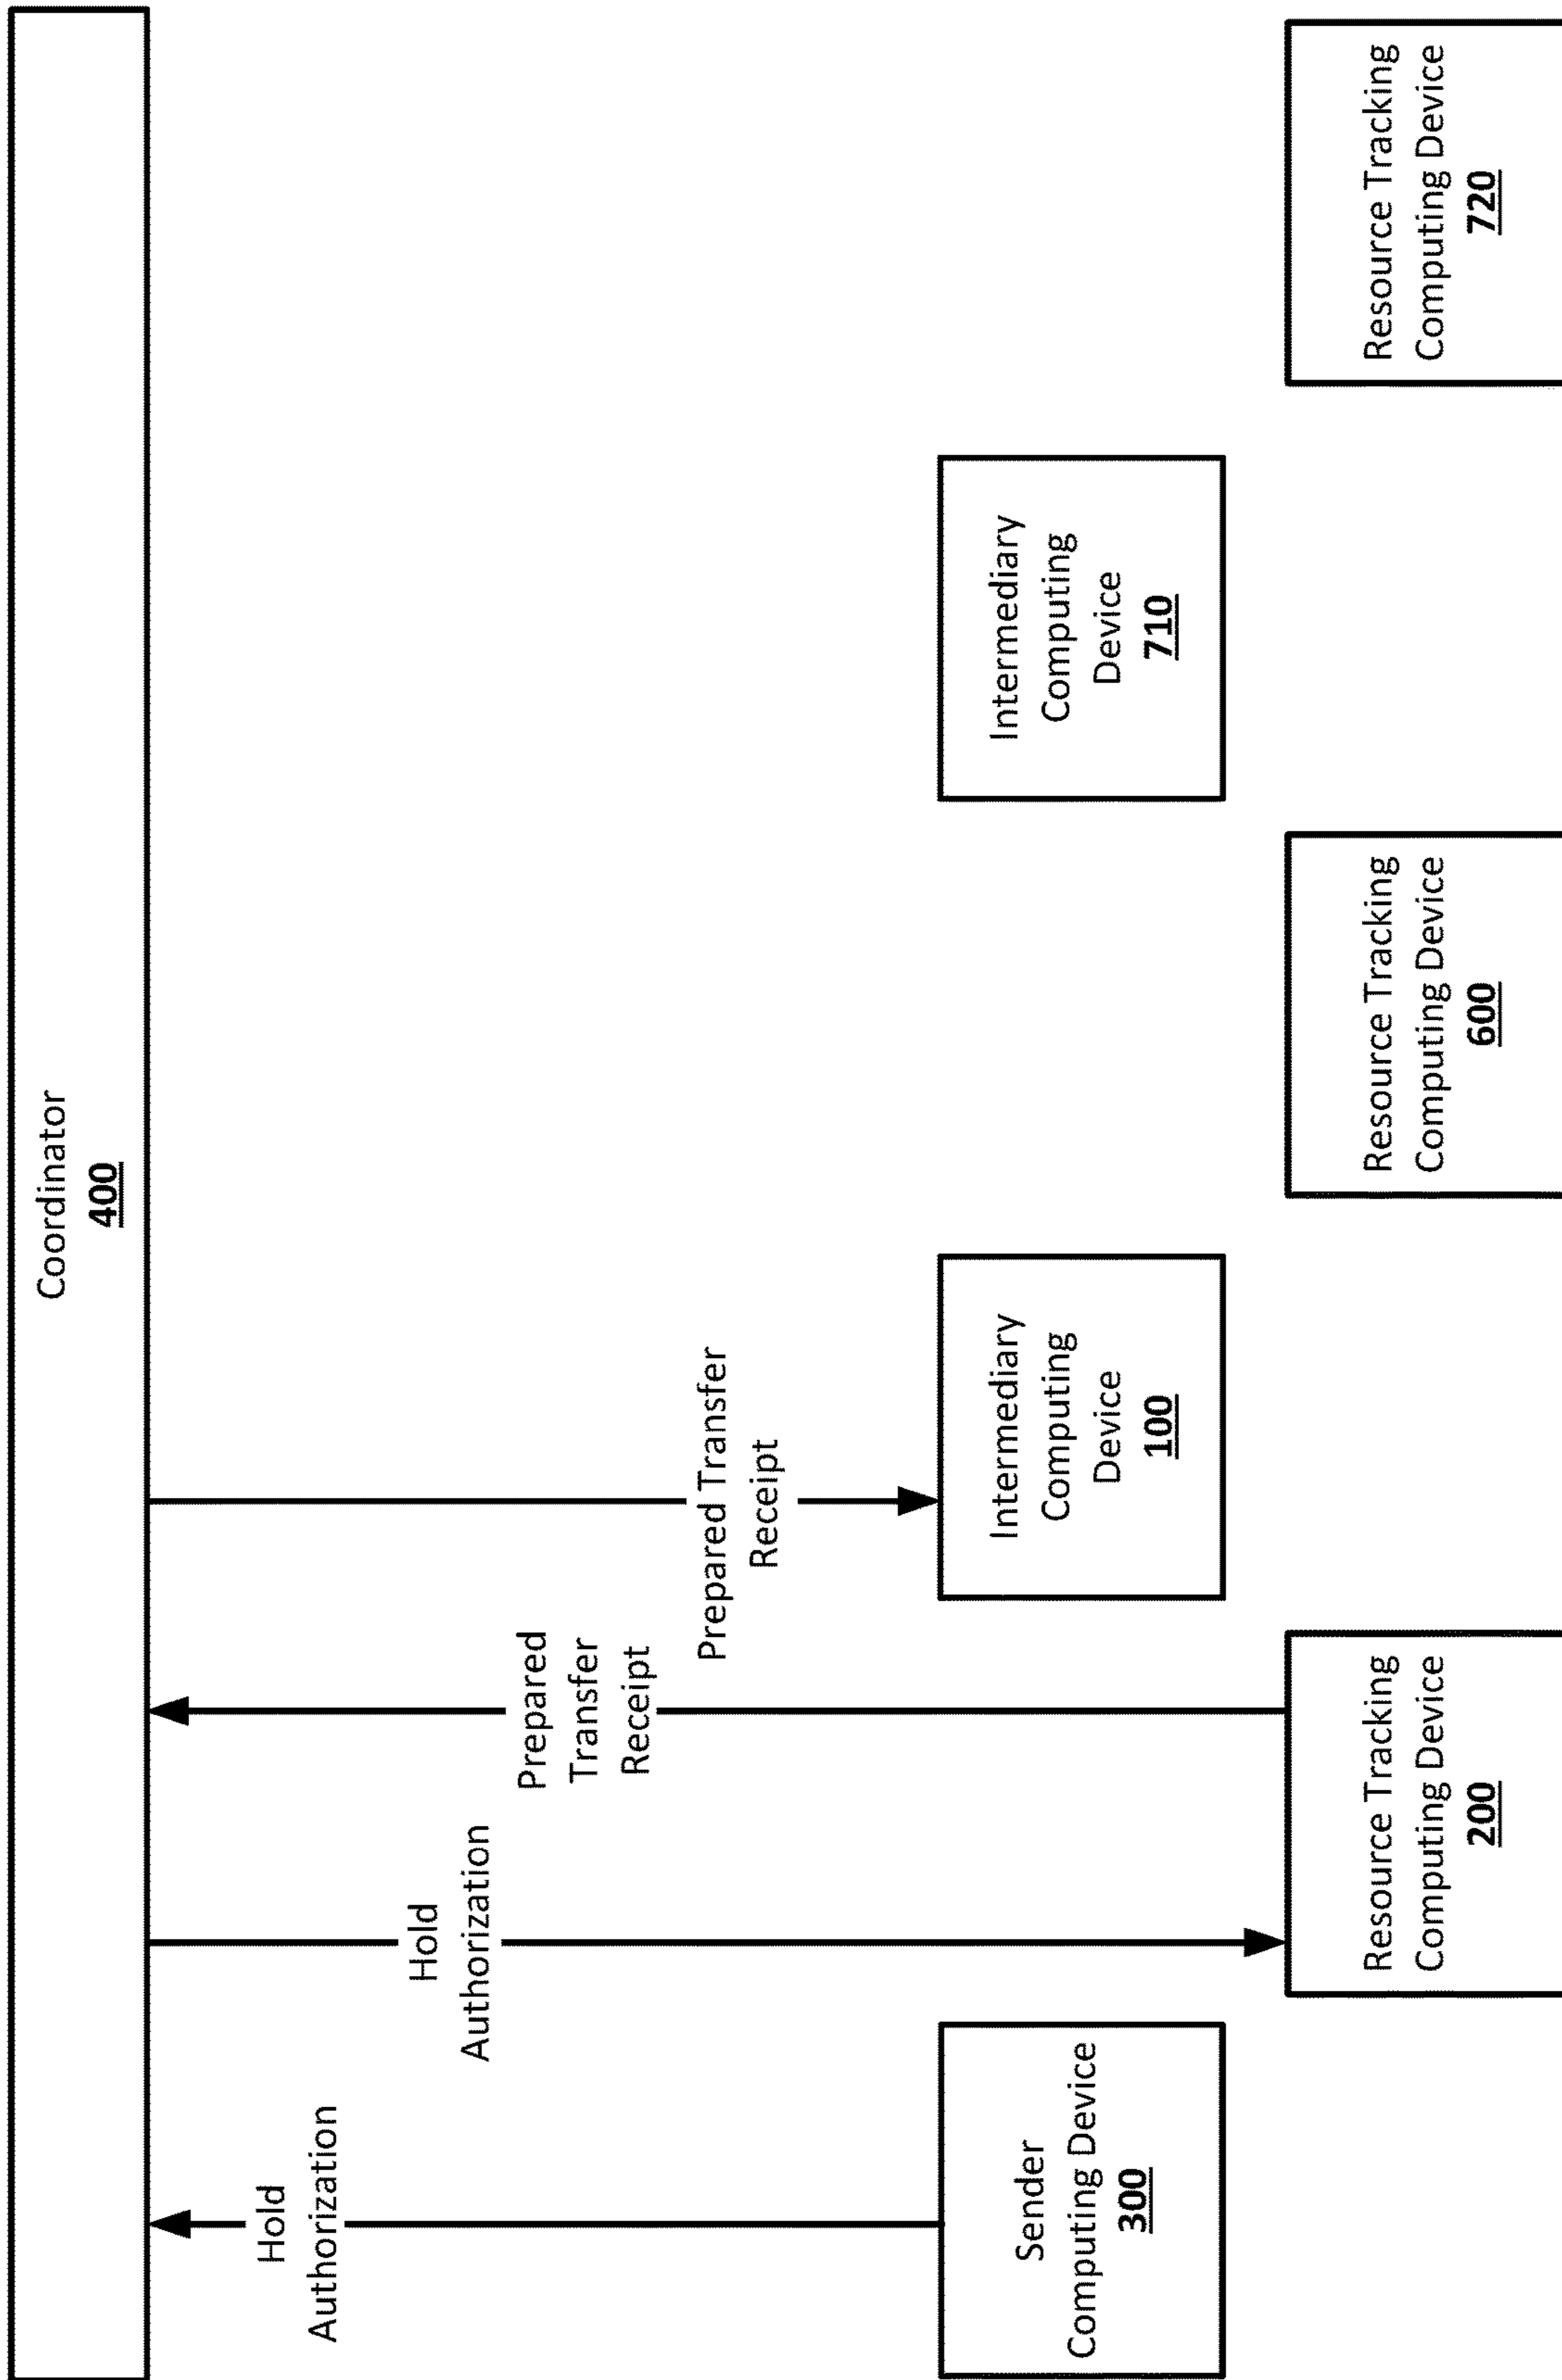 Coordinator
400
Hold
Authorization
Hold
Authorization
Prepared
Transfer
Receipt
Prepared Transfer
Receipt
Sender
Computing Device
300
Intermediary
Computing
Device
100
Intermediary
Computing
Device
710
Resource Tracking
Computing Device
200
Resource Tracking
Computing Device
600
Resource Tracking
Computing Device
720